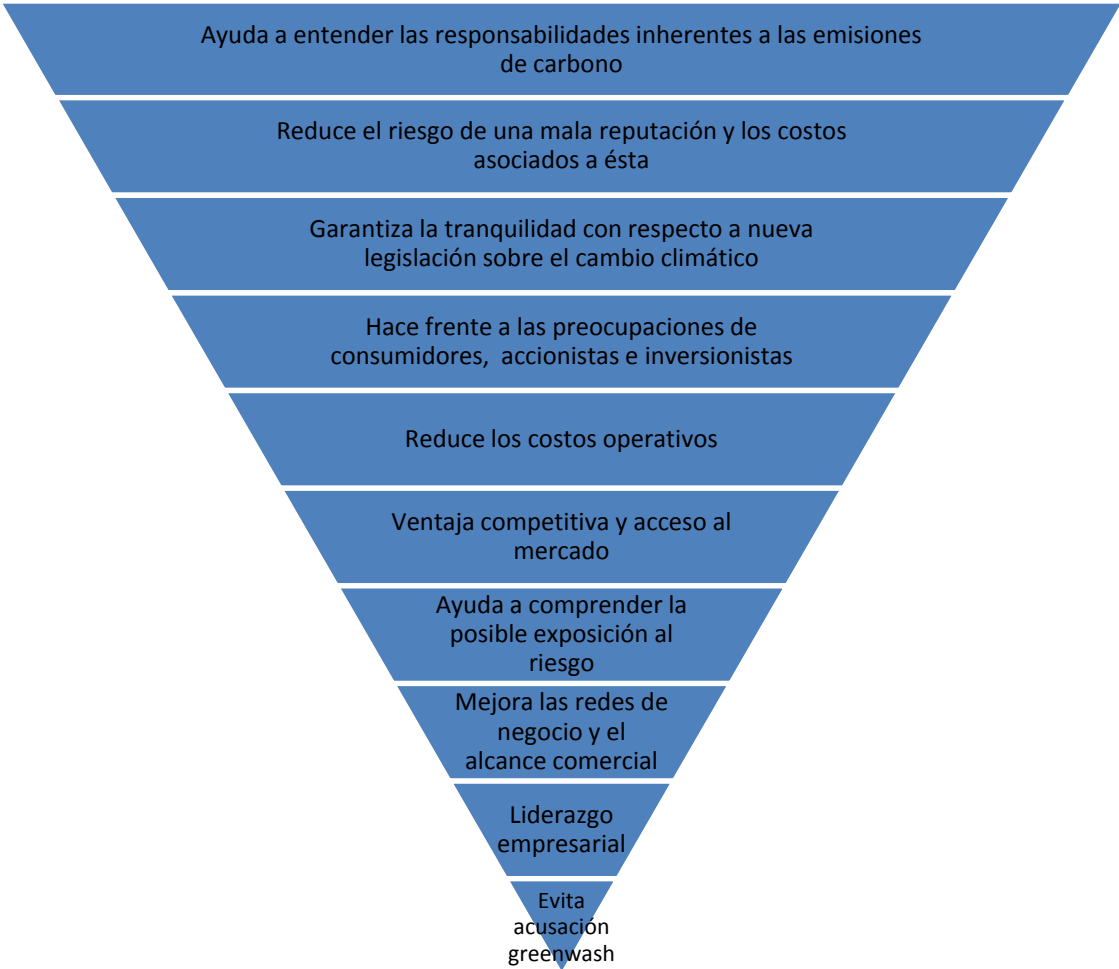 Ayuda a entender las responsabilidades inherentes a las emisiones
de carbono
Reduce el riesgo de una mala reputación y los costos
asociados a ésta
Garantiza la tranquilidad con respecto a nueva
legislación sobre el cambio climático
Hace frente a las preocupaciones de
consumidores, accionistas e inversionistas
Reduce los costos operativos
Ventaja competitiva y acceso al
mercado
Ayuda a comprender la
posible exposición al
riesgo
Mejora las redes de
negocio y el
alcance comercial
Liderazgo
empresarial
Evita
acusación
greenwash